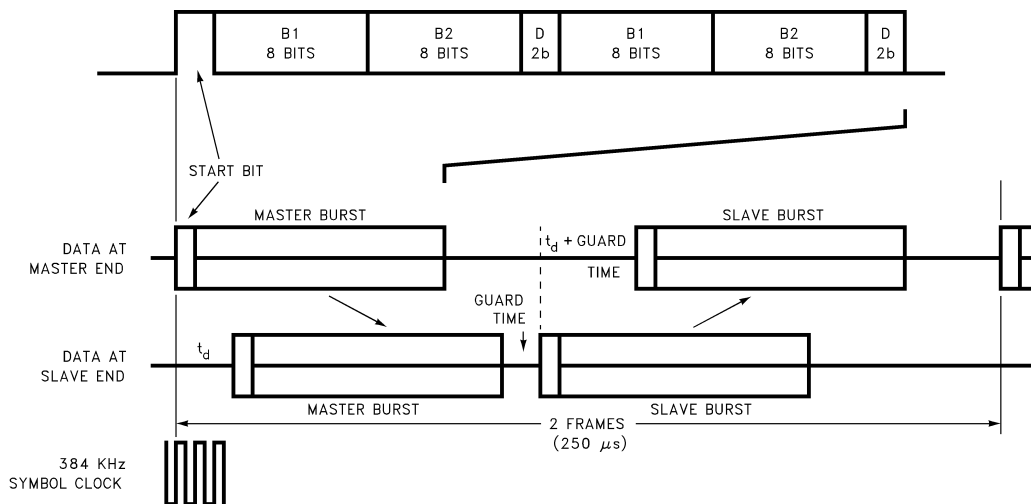 B1
8 BITS
B2
8 BITS
D
2b
B1
8 BITS
B2
8 BITS
D
2b
START BIT
MASTER BURST
SLAVE BURST
DATA AT
MASTER END
td + GUARD
TIME
GUARD
TIME
td
DATA AT
SLAVE END
MASTER BURST
SLAVE BURST
2 FRAMES
(250 μs)
384 KHz
SYMBOL CLOCK